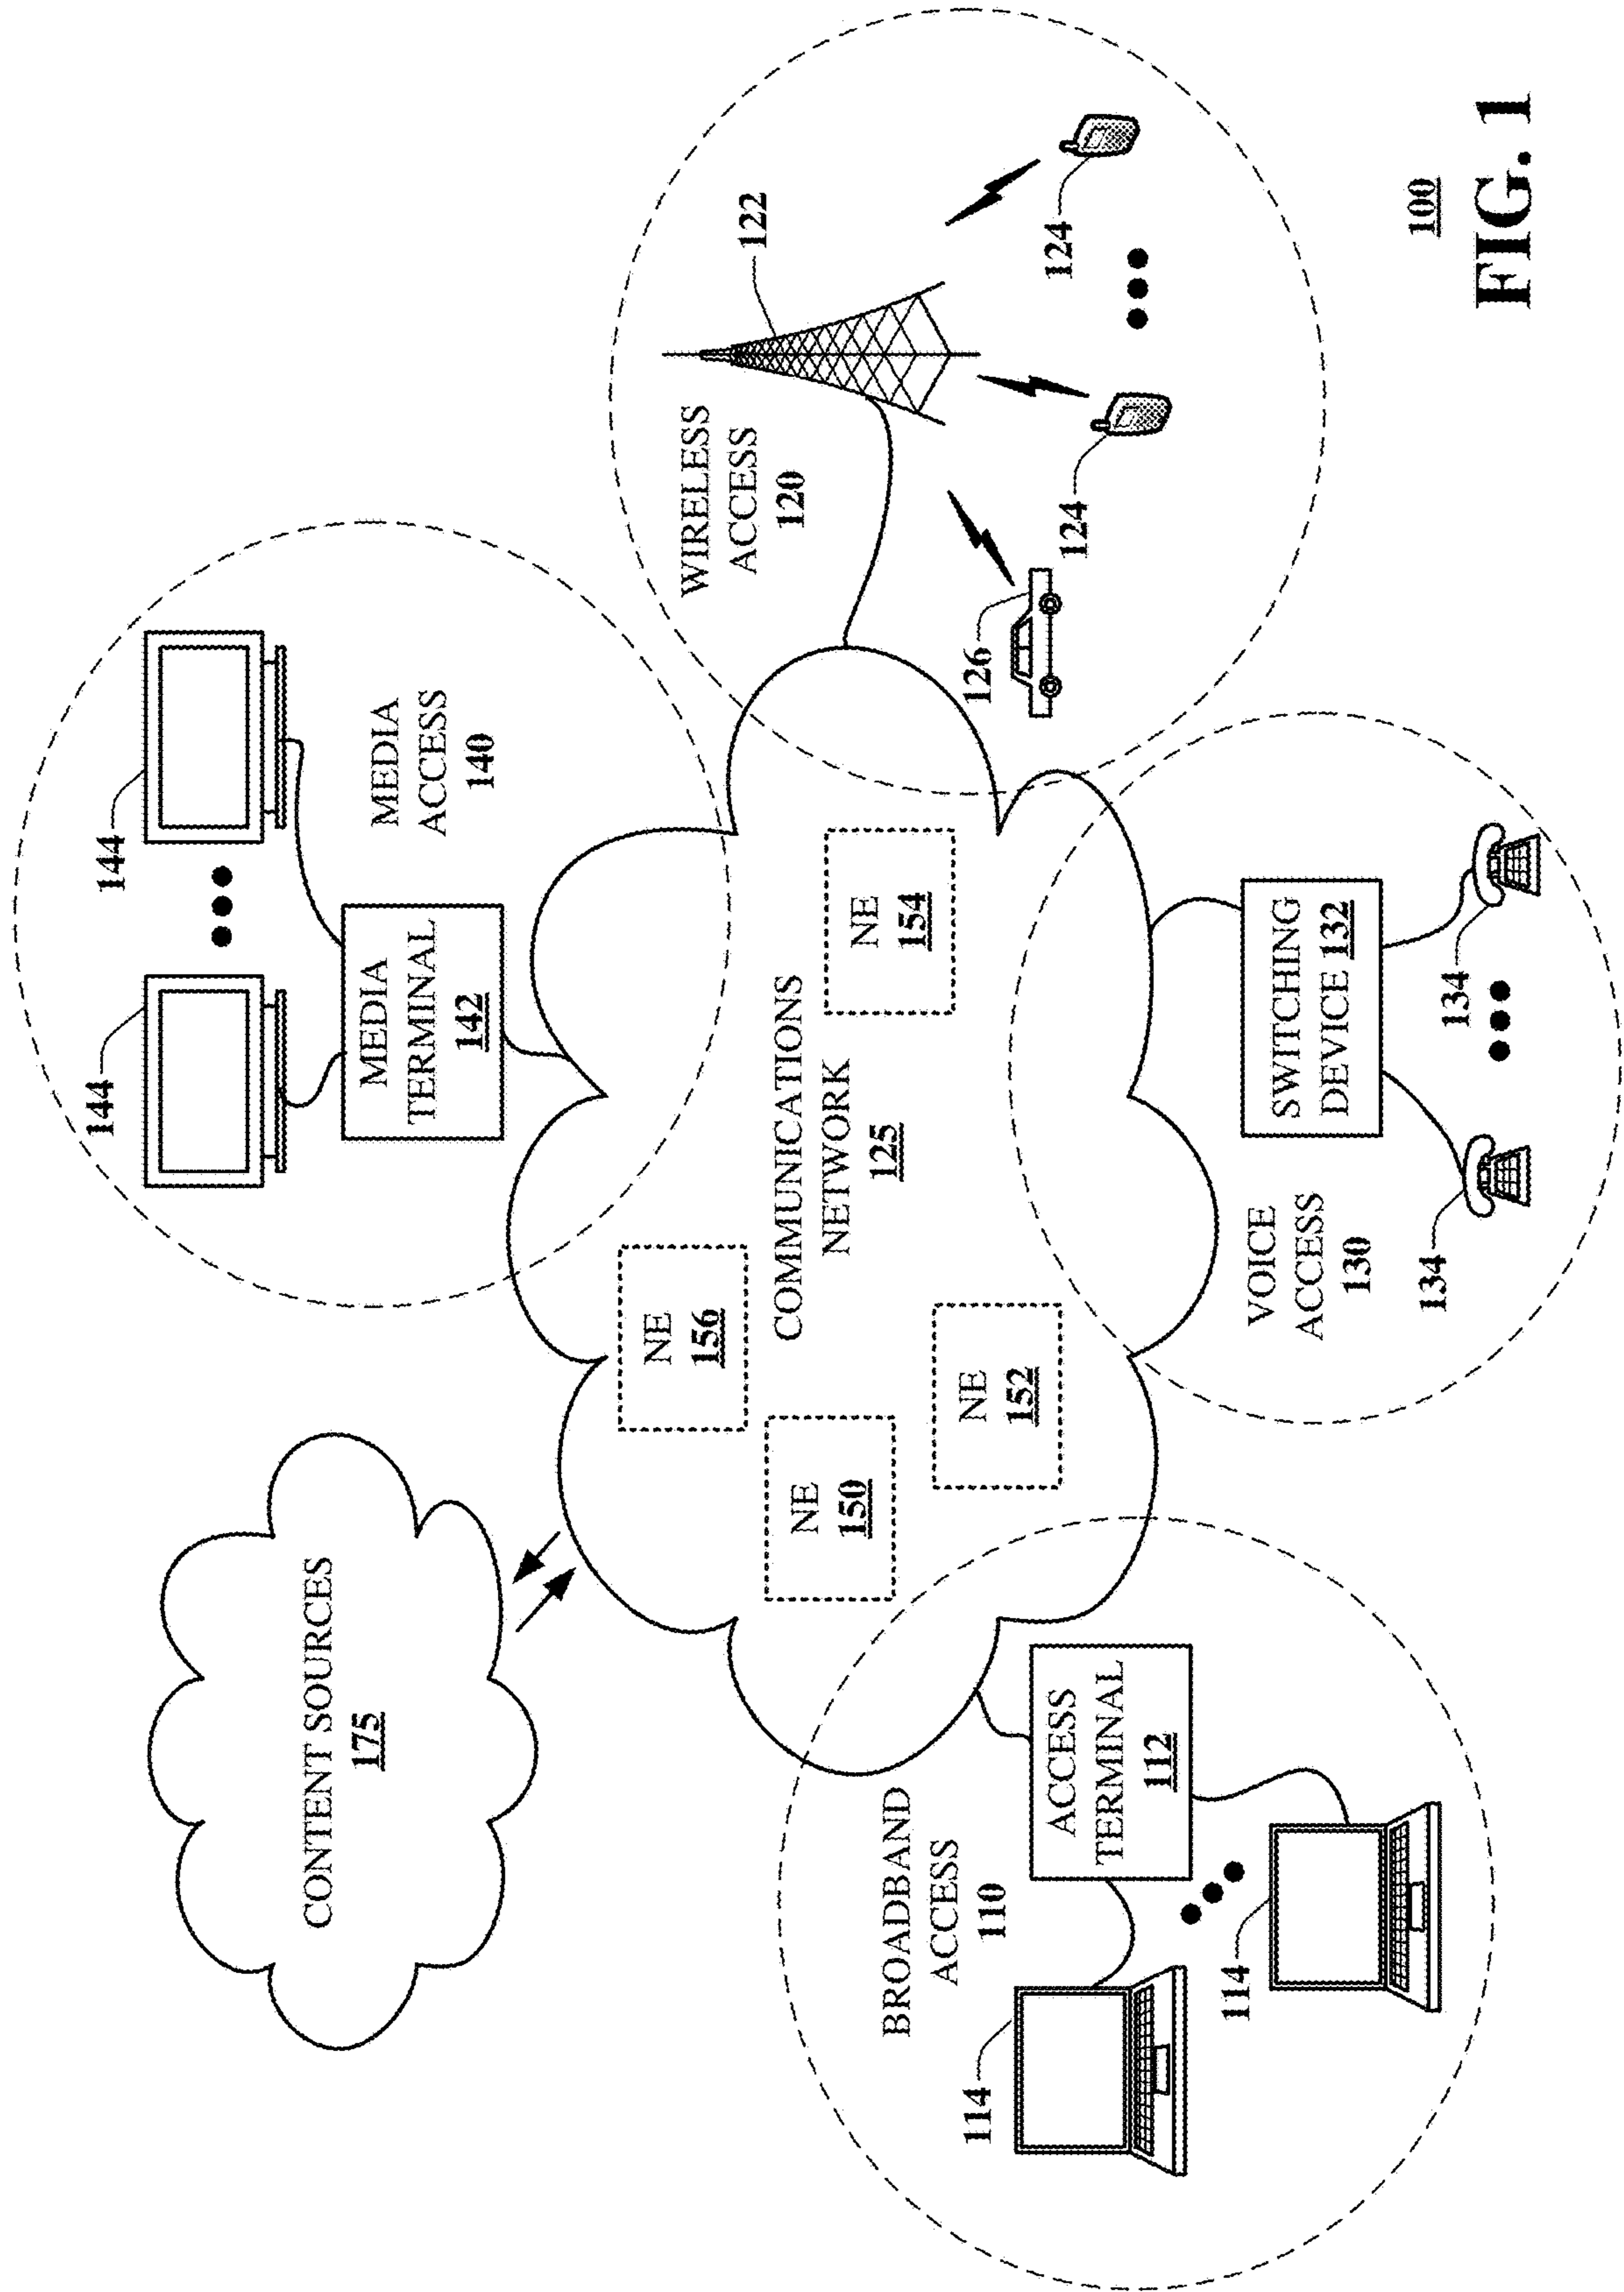 CONTENT SOURCES
175
144
144
MEDIA
TERMINAL
142
MEDIA
ACCESS
140
NE
156
NE
150
NE
152
NE
154
COMMUNICATIONS
NETWORK
125
WIRELESS
ACCESS
120
122
124
124
126
BROADBAND
ACCESS
110
ACCESS
TERMINAL
112
114
114
VOICE
ACCESS
130
SWITCHING
DEVICE 132
134
134
100
FIG. 1